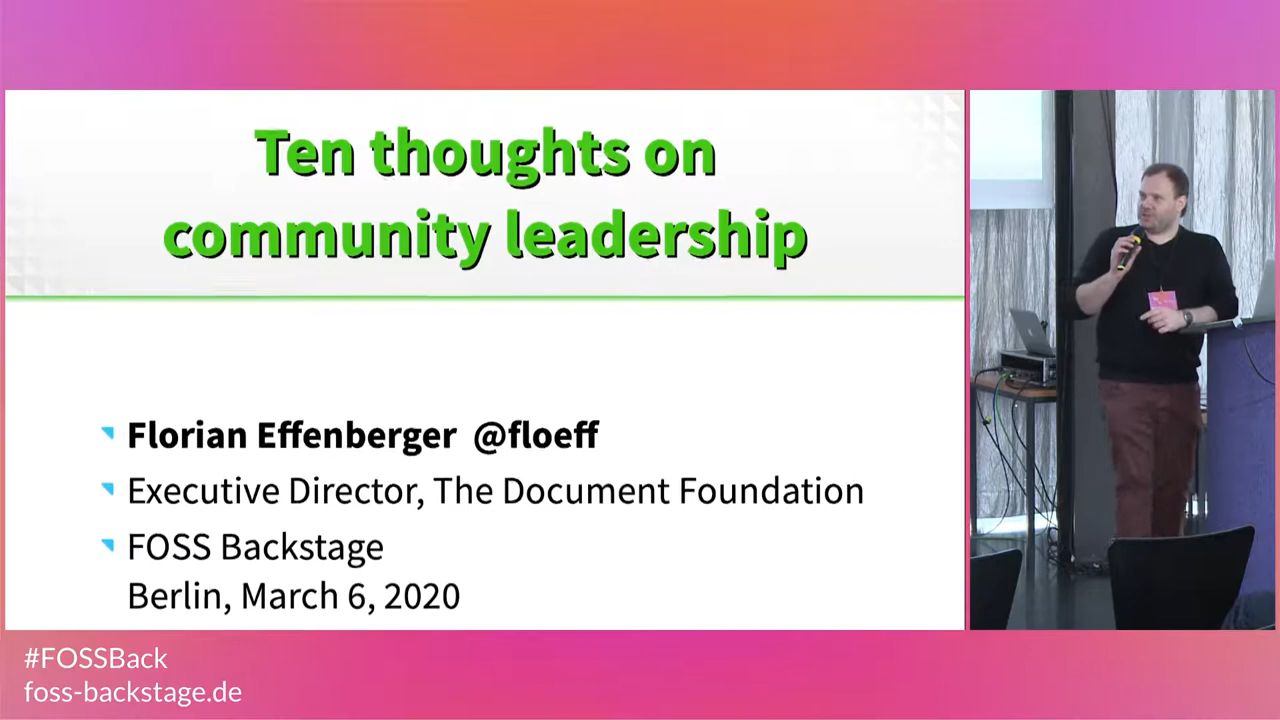 Ten thoughts on
community leadership
Florian Effenberger @floeff
Executive Director, The Document Foundation
FOSS Backstage
Berlin, March 6, 2020
#FOSSBack
foss-backstage.de